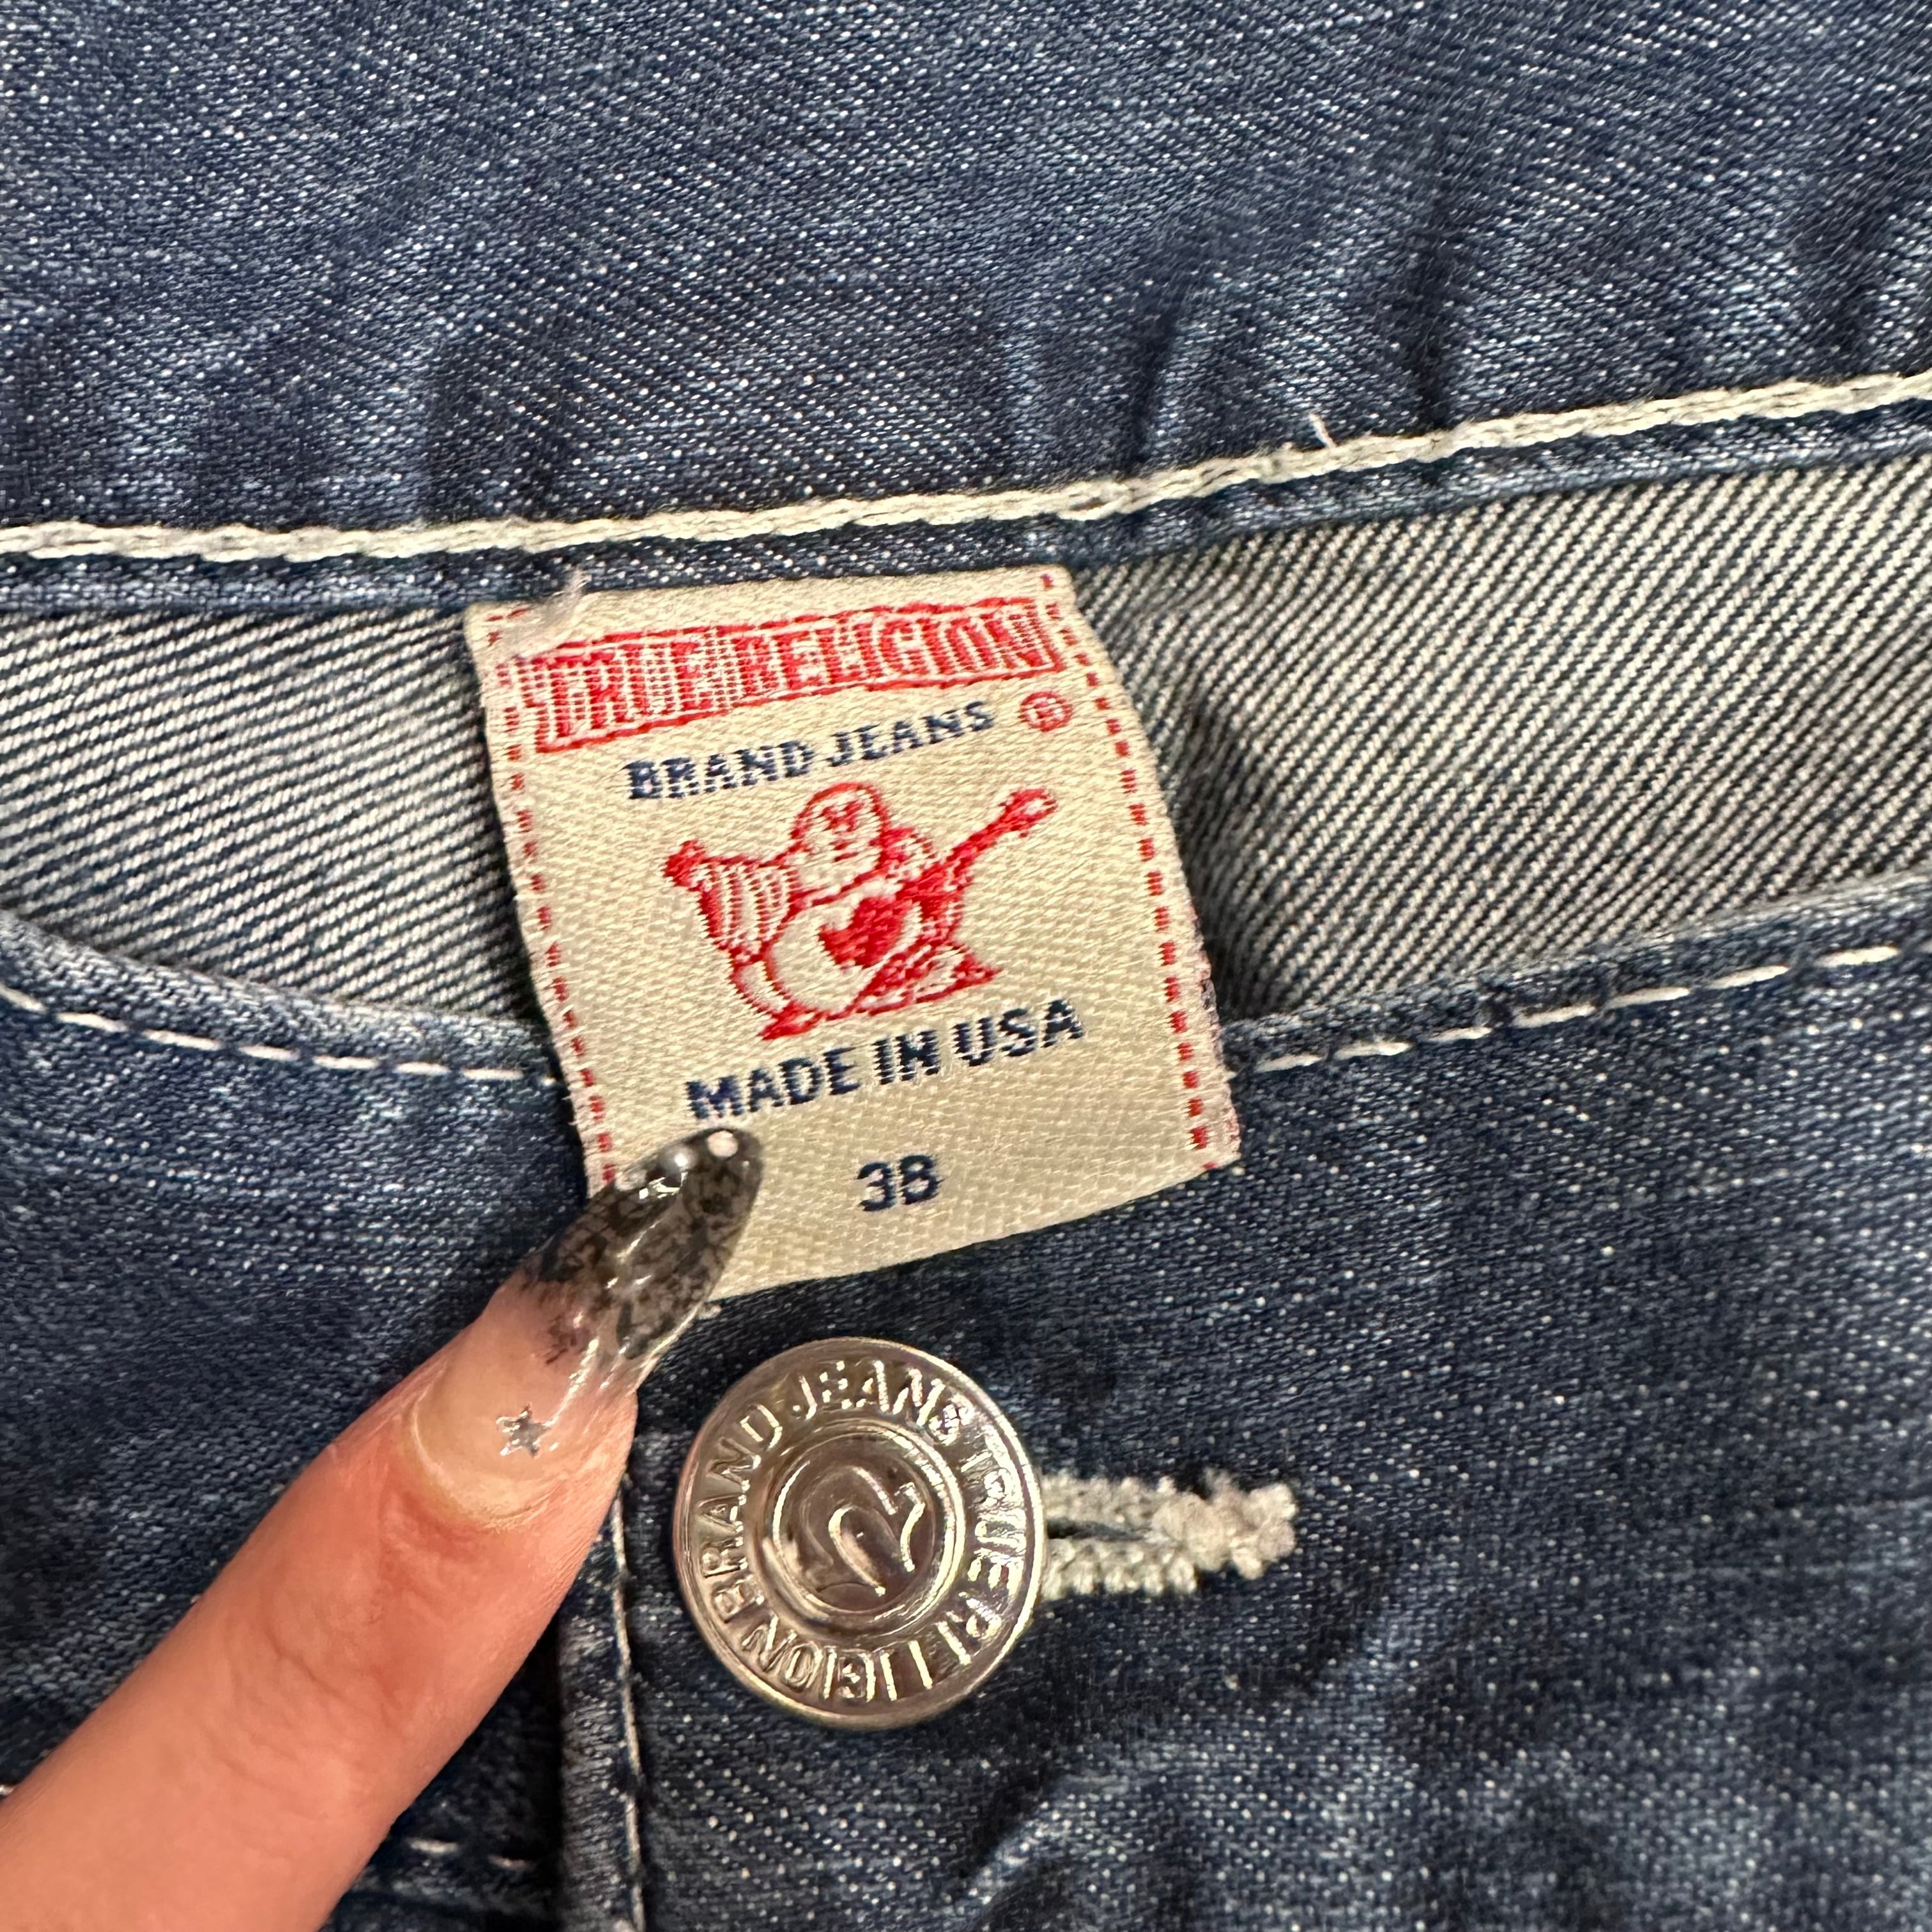 TRUE RELIGION
BRAND JEANS ®
MADE IN USA
38
BRAND JEANS TRUE RELIGION